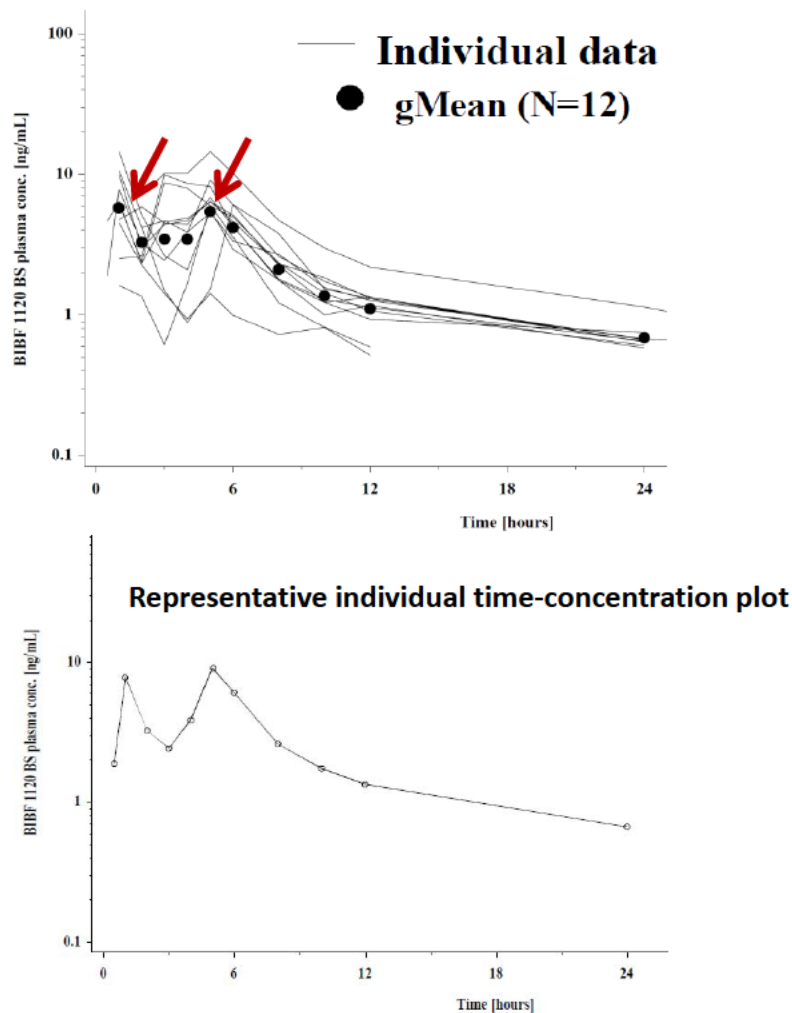 100
10
1
0.1
BIBF 1120 BS plasma conc. [ng/mL]
Individual data
gMean (N=12)
0 6 12 18 24
Time [hours]
Representative individual time-concentration plot
10
1
0.1
BIBF 1120 BS plasma conc. [ng/mL]
0 6 12 18 24
Time [hours]